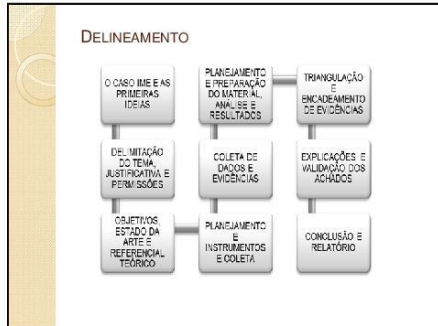 DELINEAMENTO
O CASO IME E AS
PRIMEIRAS
IDEIAS
DELIMITAÇÃO
DO TEMA,
JUSTIFICATIVA E
PERMISSÕES
OBJETIVOS,
ESTADO DA
ARTE E
REFERENCIAL
TEÓRICO
PLANEJAMENTO
E
INSTRUMENTOS
E COLETA
COLETA DE
DADOS E
EVIDÊNCIAS
PLANEJAMENTO
E PREPARAÇÃO
DO MATERIAL,
ANÁLISE E
RESULTADOS
TRIANGULAÇÃO
E
ENCADEAMENTO
DE EVIDÊNCIAS
EXPLICAÇÕES E
VALIDAÇÃO DOS
ACHADOS
CONCLUSÃO E
RELATÓRIO